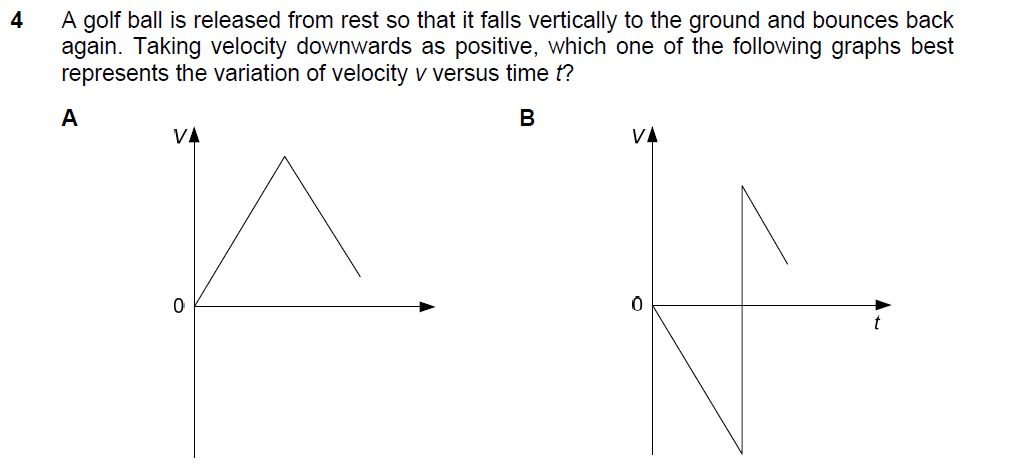 4 A golf ball is released from rest so that it falls vertically to the ground and bounces back
again. Taking velocity downwards as positive, which one of the following graphs best
represents the variation of velocity v versus time t?
A B
v v
0 0
t